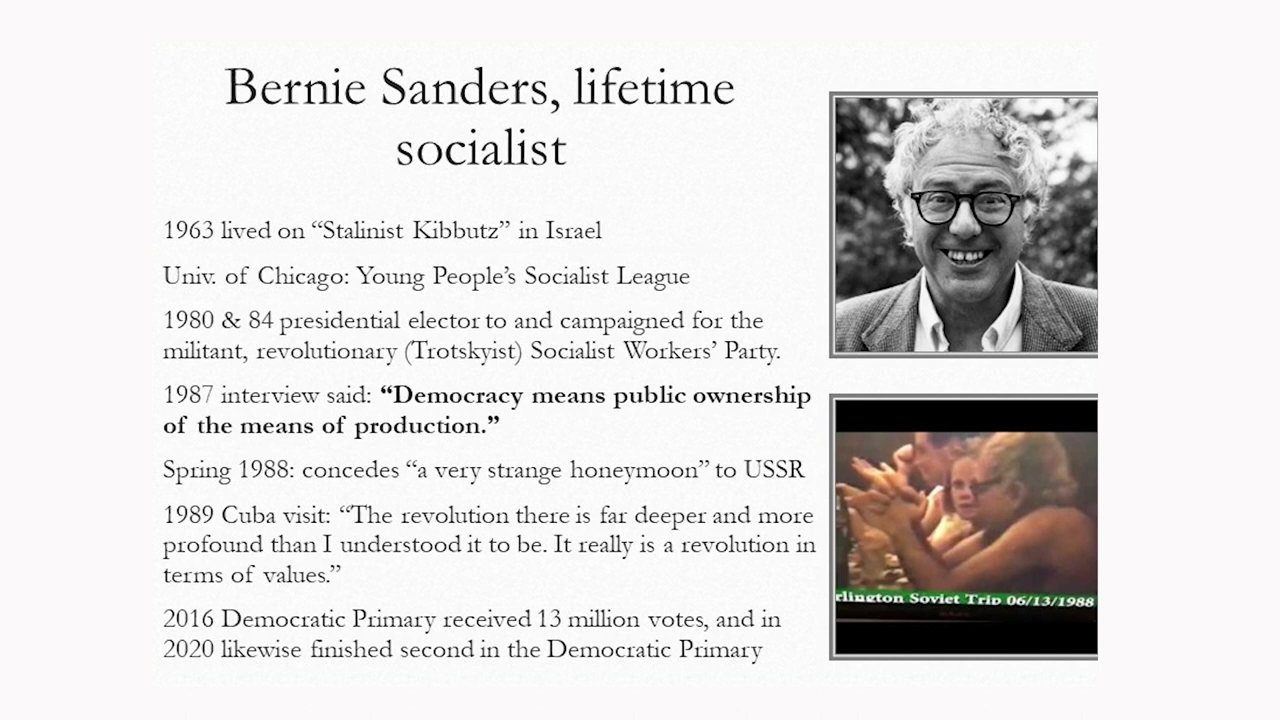 Bernie Sanders, lifetime
socialist
1963 lived on “Stalinist Kibbutz” in Israel
Univ. of Chicago: Young People’s Socialist League
1980 & 84 presidential elector to and campaigned for the
militant, revolutionary (Trotskyist) Socialist Workers’ Party.
1987 interview said: “Democracy means public ownership
of the means of production.”
Spring 1988: concedes “a very strange honeymoon” to USSR
1989 Cuba visit: “The revolution there is far deeper and more
profound than I understood it to be. It really is a revolution in
terms of values.”
2016 Democratic Primary received 13 million votes, and in
2020 likewise finished second in the Democratic Primary
rlington Soviet Trip 06/13/1988